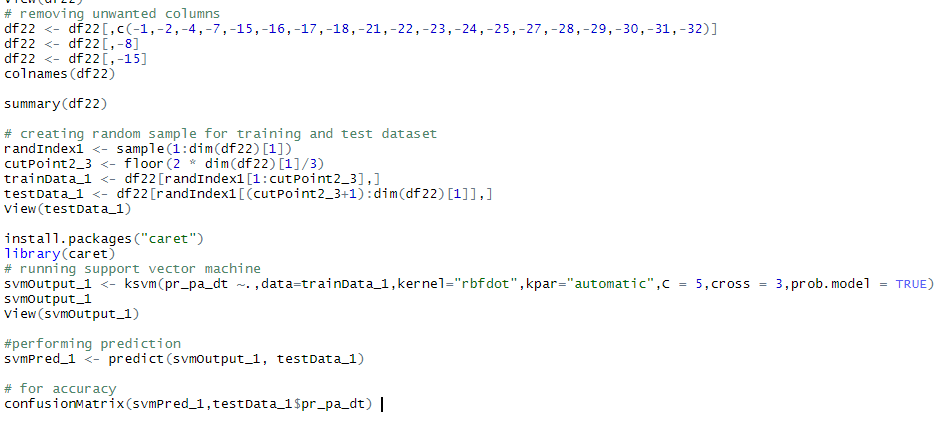 View(df22)
# removing unwanted columns
df22 <- df22[,c(-1,-2,-4,-7,-15,-16,-17,-18,-21,-22,-23,-24,-25,-27,-28,-29,-30,-31,-32)]
df22 <- df22[,-8]
df22 <- df22[,-15]
colnames(df22)
summary(df22)
# creating random sample for training and test dataset
randIndex1 <- sample(1:dim(df22)[1])
cutPoint2_3 <- floor(2 * dim(df22)[1]/3)
trainData_1 <- df22[randIndex1[1:cutPoint2_3],]
testData_1 <- df22[randIndex1[(cutPoint2_3+1):dim(df22)[1]],]
View(testData_1)
install.packages("caret")
library(caret)
# running support vector machine
svmOutput_1 <- ksvm(pr_pa_dt ~.,data=trainData_1,kernel="rbfdot",kpar="automatic",C = 5,cross = 3,prob.model = TRUE)
svmOutput_1
View(svmOutput_1)
#performing prediction
svmPred_1 <- predict(svmOutput_1, testData_1)
# for accuracy
confusionMatrix(svmPred_1,testData_1$pr_pa_dt)